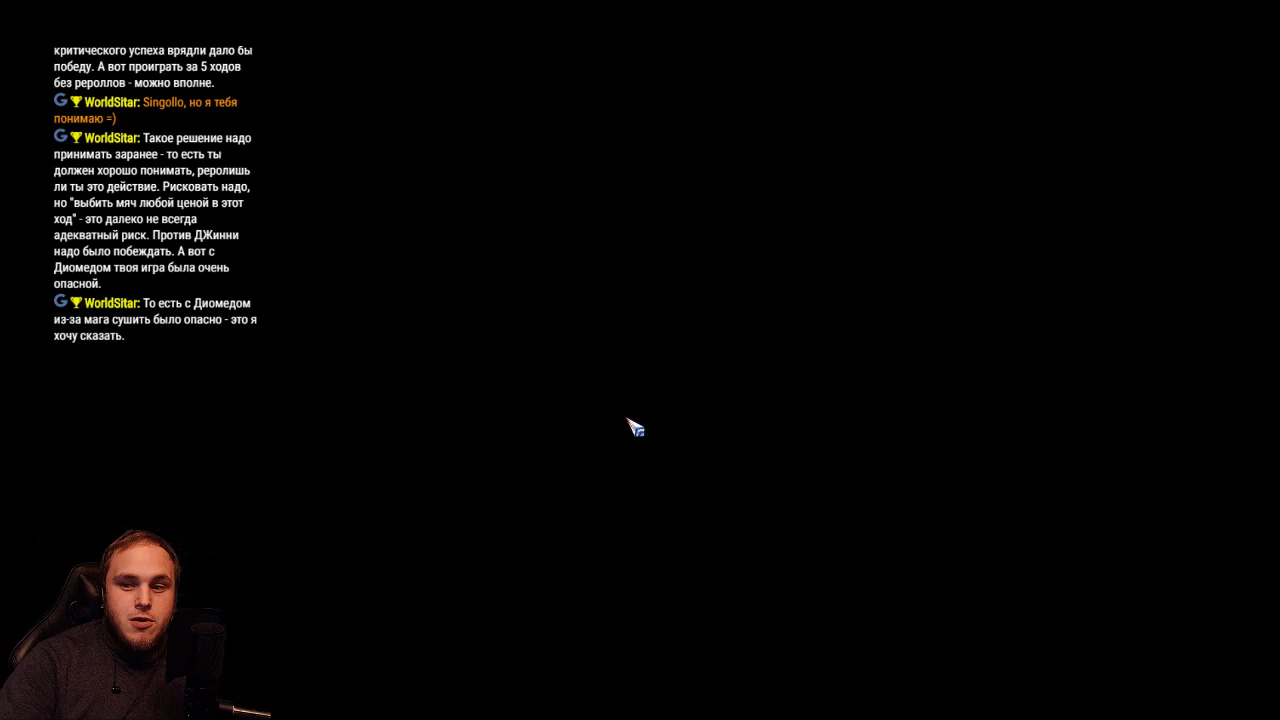 критического успеха врядли дало бы
победу. А вот проиграть за 5 ходов
без рероллов - можно вполне.
WorldSitar: Singollo, но я тебя
понимаю =)
WorldSitar: Такое решение надо
принимать заранее - то есть ты
должен хорошо понимать, реролишь
ли ты это действие. Рисковать надо,
но "выбить мяч любой ценой в этот
ход" - это далеко не всегда
адекватный риск. Против ДЖинни
надо было побеждать. А вот с
Диомедом твоя игра была очень
опасной.
WorldSitar: То есть с Диомедом
из-за мага сушить было опасно - это я
хочу сказать.